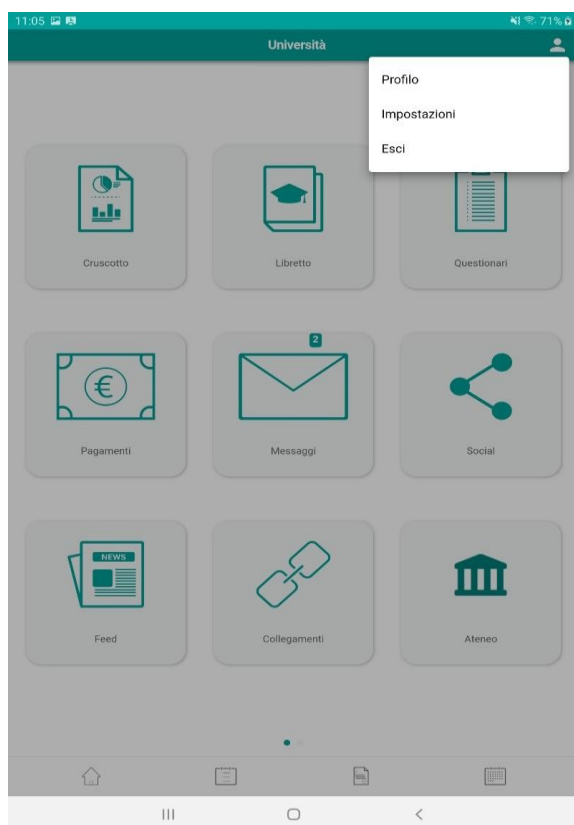 11:05
71%
Università
Profilo
Impostazioni
Esci
Cruscotto
Libretto
Questionari
€
2
Pagamenti
Messaggi
Social
NEWS
Feed
Collegamenti
Ateneo